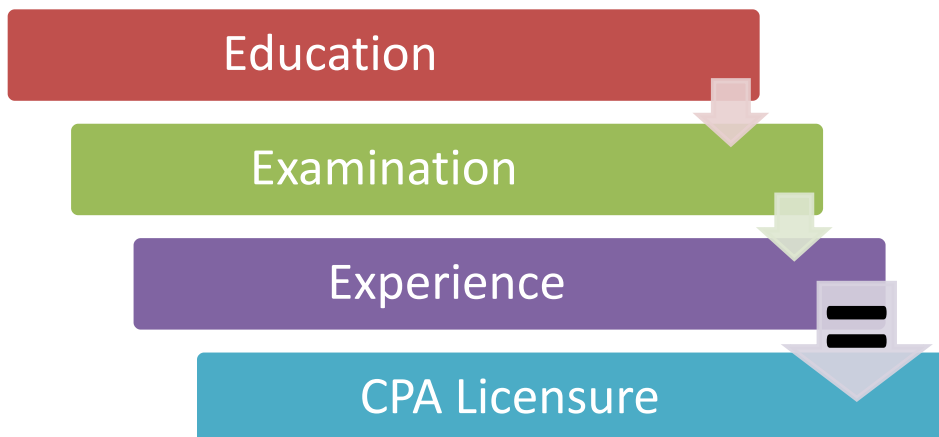 Education
Examination
Experience
=
CPA Licensure